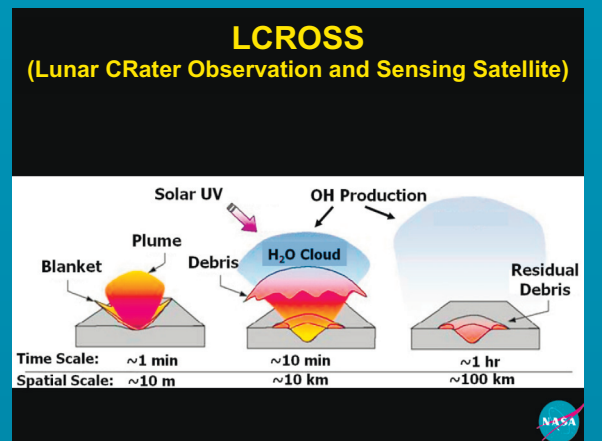 LCROSS
(Lunar CRater Observation and Sensing Satellite)
Solar UV
OH Production
Plume
Blanket
Debris
H₂O Cloud
Residual
Debris
Time Scale: ~1 min ~10 min ~1 hr
Spatial Scale: ~10 m ~10 km ~100 km
NASA